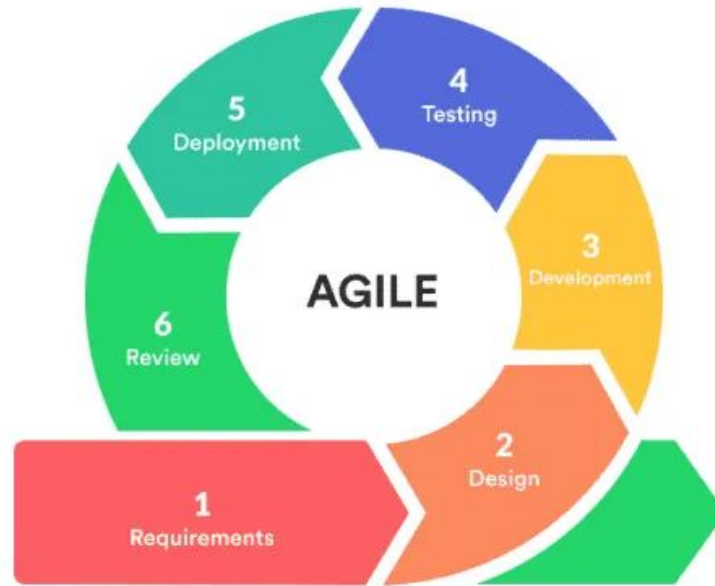 5
Deployment
4
Testing
AGILE
3
Development
6
Review
2
Design
1
Requirements